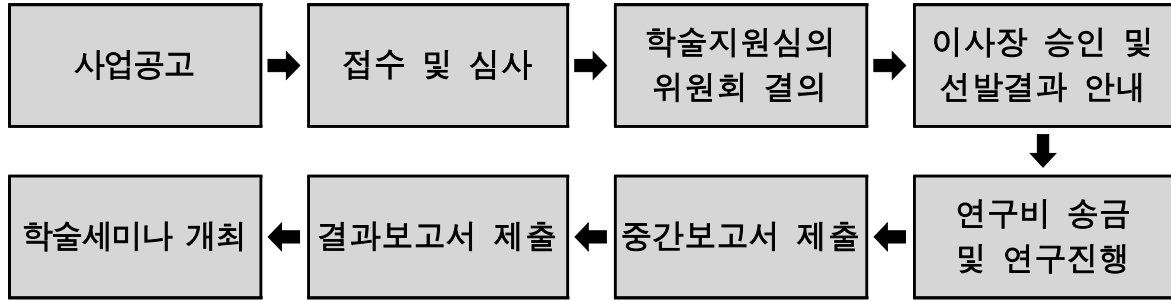 사업공고
접수 및 심사
학술지원심의
위원회 결의
이사장 승인 및
선발결과 안내
연구비 송금
및 연구진행
중간보고서 제출
결과보고서 제출
학술세미나 개최